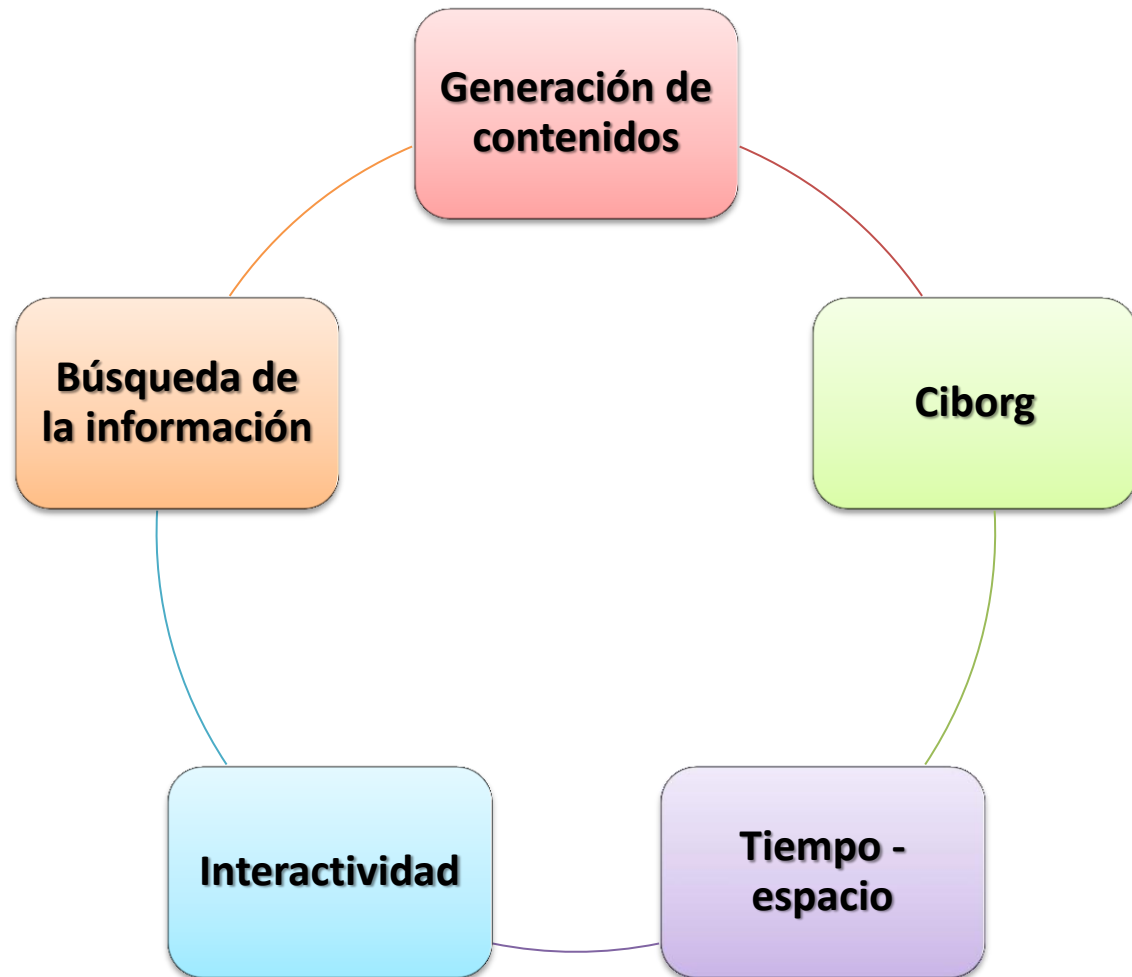 Generación de
contenidos
Ciborg
Tiempo -
espacio
Interactividad
Búsqueda de
la información